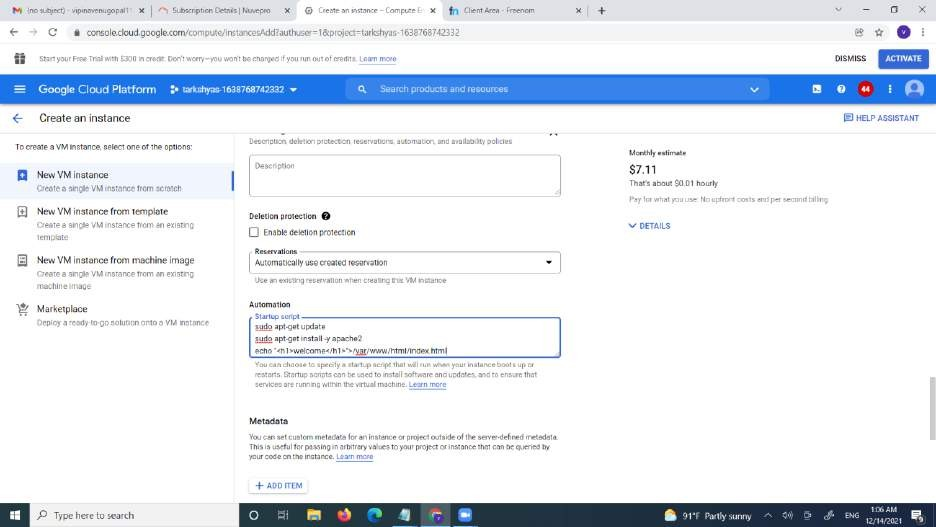 (no subject) - vipinavenugopal11
Subscription Details | Nuvepro
Create an instance – Compute E
Client Area - Freenom
console.cloud.google.com/compute/instancesAdd?authuser=1&project=tarkshyas-1638768742332
V
Start your Free Trial with $300 in credit. Don't worry—you won't be charged if you run out of credits. Learn more
DISMISS
ACTIVATE
Google Cloud Platform
tarkshyas-1638768742332
Search products and resources
44
Create an instance
HELP ASSISTANT
To create a VM instance, select one of the options:
New VM instance
Create a single VM instance from scratch
New VM instance from template
Create a single VM instance from an existing
template
New VM instance from machine image
Create a single VM instance from an existing
machine image
Marketplace
Deploy a ready-to-go solution onto a VM instance
Description, deletion protection, reservations, automation, and availability policies
Description
Deletion protection
Enable deletion protection
Reservations
Automatically use created reservation
Use an existing reservation when creating this VM instance
Automation
Startup script
sudo apt-get update
sudo apt-get install -y apache2
echo "<h1>welcome</h1>">/var/www/html/index.html
You can choose to specify a startup script that will run when your instance boots up or
restarts. Startup scripts can be used to install software and updates, and to ensure that
services are running within the virtual machine. Learn more
Metadata
You can set custom metadata for an instance or project outside of the server-defined metadata.
This is useful for passing in arbitrary values to your project or instance that can be queried by
your code on the instance. Learn more
+ ADD ITEM
Monthly estimate
$7.11
That's about $0.01 hourly
Pay for what you use: No upfront costs and per second billing
DETAILS
Type here to search
91°F Partly sunny
ENG
1:06 AM
12/14/2021
9